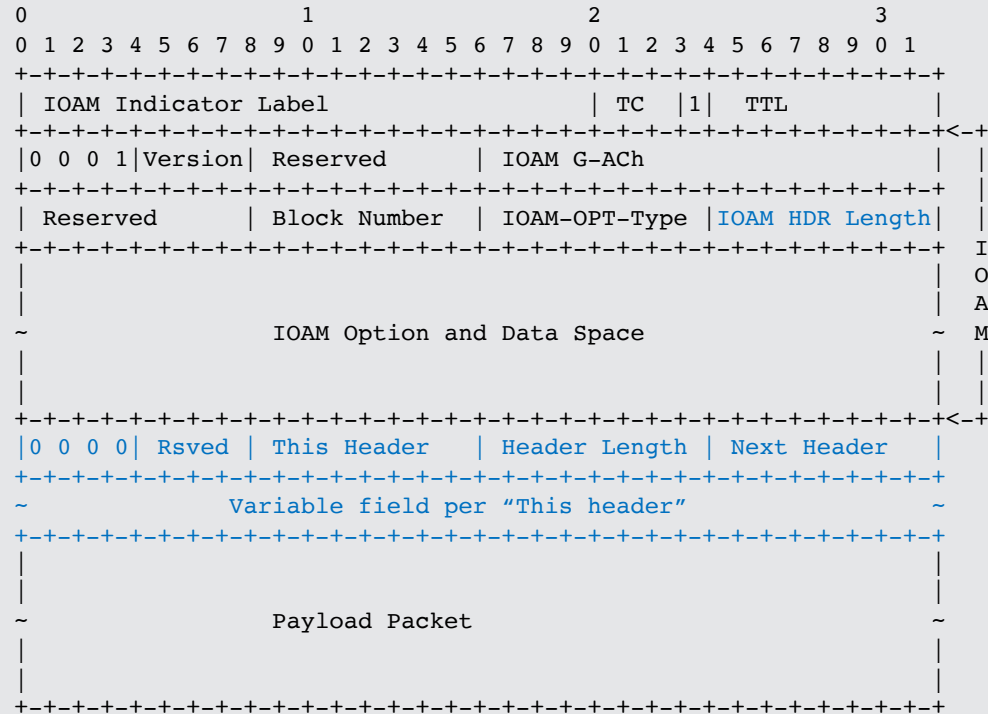 0                   1                   2                   3
0 1 2 3 4 5 6 7 8 9 0 1 2 3 4 5 6 7 8 9 0 1 2 3 4 5 6 7 8 9 0 1
+-+-+-+-+-+-+-+-+-+-+-+-+-+-+-+-+-+-+-+-+-+-+-+-+-+-+-+-+-+-+-+-+
| IOAM Indicator Label                  | TC  |1|  TTL          |
+-+-+-+-+-+-+-+-+-+-+-+-+-+-+-+-+-+-+-+-+-+-+-+-+-+-+-+-+-+-+-+-+<-+
|0 0 0 1|Version| Reserved      | IOAM G-ACh                    |  |
+-+-+-+-+-+-+-+-+-+-+-+-+-+-+-+-+-+-+-+-+-+-+-+-+-+-+-+-+-+-+-+-+  |
| Reserved      | Block Number  | IOAM-OPT-Type |IOAM HDR Length|  |
+-+-+-+-+-+-+-+-+-+-+-+-+-+-+-+-+-+-+-+-+-+-+-+-+-+-+-+-+-+-+-+-+  I
|                                                               |  O
|                                                               |  A
~                 IOAM Option and Data Space                    ~  M
|                                                               |  |
|                                                               |  |
+-+-+-+-+-+-+-+-+-+-+-+-+-+-+-+-+-+-+-+-+-+-+-+-+-+-+-+-+-+-+-+-+<-+
|0 0 0 0| Rsved | This Header   | Header Length | Next Header   |
+-+-+-+-+-+-+-+-+-+-+-+-+-+-+-+-+-+-+-+-+-+-+-+-+-+-+-+-+-+-+-+-+
~              Variable field per “This header”                 ~
+-+-+-+-+-+-+-+-+-+-+-+-+-+-+-+-+-+-+-+-+-+-+-+-+-+-+-+-+-+-+-+-+
|                                                               |
|                                                               |
~                 Payload Packet                                ~
|                                                               |
|                                                               |
+-+-+-+-+-+-+-+-+-+-+-+-+-+-+-+-+-+-+-+-+-+-+-+-+-+-+-+-+-+-+-+-+